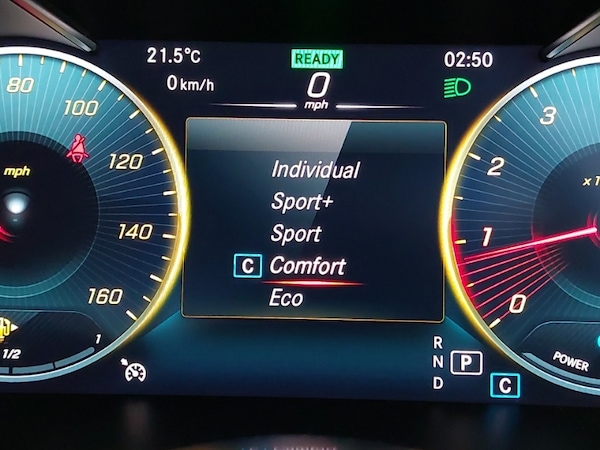 21.5°C
READY
02:50
0 km/h
0
mph
80
100
120
140
160
mph
1/2
1
Individual
Sport+
Sport
C Comfort
Eco
3
2
1
0
x 1
R
N P
D
C
POWER